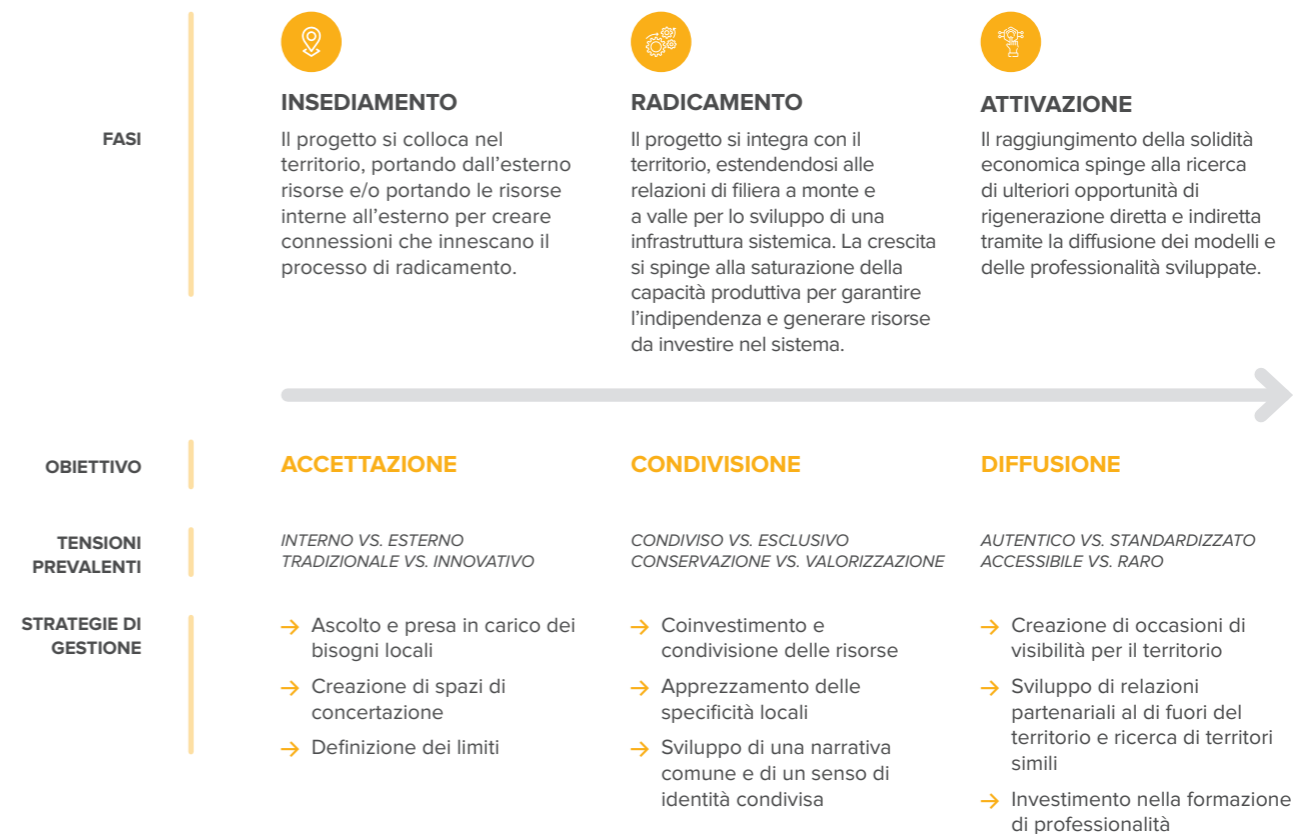 FASI
INSEDIAMENTO
Il progetto si colloca nel
territorio, portando dall’esterno
risorse e/o portando le risorse
interne all’esterno per creare
connessioni che innescano il
processo di radicamento.
RADICAMENTO
Il progetto si integra con il
territorio, estendendosi alle
relazioni di filiera a monte e
a valle per lo sviluppo di una
infrastruttura sistemica. La crescita
si spinge alla saturazione della
capacità produttiva per garantire
l’indipendenza e generare risorse
da investire nel sistema.
ATTIVAZIONE
Il raggiungimento della solidità
economica spinge alla ricerca
di ulteriori opportunità di
rigenerazione diretta e indiretta
tramite la diffusione dei modelli e
delle professionalità sviluppate.
OBIETTIVO
ACCETTAZIONE
CONDIVISIONE
DIFFUSIONE
TENSIONI
PREVALENTI
INTERNO VS. ESTERNO
TRADIZIONALE VS. INNOVATIVO
CONDIVISO VS. ESCLUSIVO
CONSERVAZIONE VS. VALORIZZAZIONE
AUTENTICO VS. STANDARDIZZATO
ACCESSIBILE VS. RARO
STRATEGIE DI
GESTIONE
→ Ascolto e presa in carico dei
bisogni locali
→ Creazione di spazi di
concertazione
→ Definizione dei limiti
→ Coinvestimento e
condivisione delle risorse
→ Apprezzamento delle
specificità locali
→ Sviluppo di una narrativa
comune e di un senso di
identità condivisa
→ Creazione di occasioni di
visibilità per il territorio
→ Sviluppo di relazioni
partenariali al di fuori del
territorio e ricerca di territori
simili
→ Investimento nella formazione
di professionalità